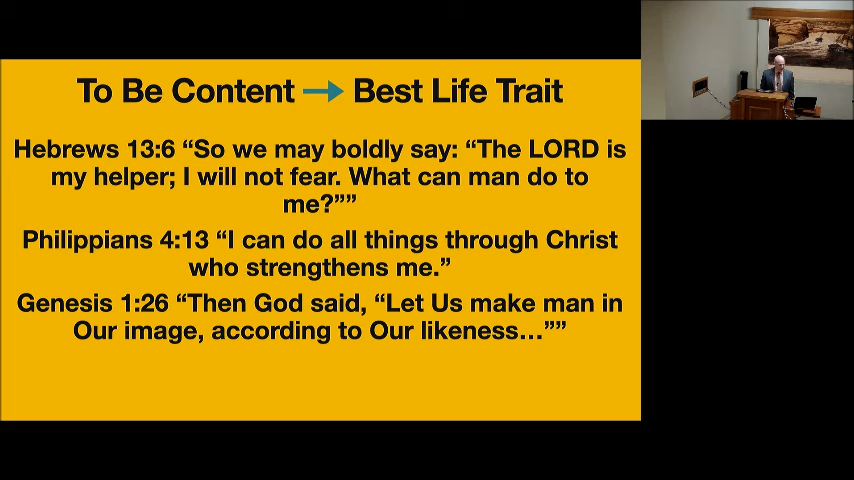 To Be Content → Best Life Trait
Hebrews 13:6 “So we may boldly say: “The LORD is
my helper; I will not fear. What can man do to
me?””
Philippians 4:13 “I can do all things through Christ
who strengthens me.”
Genesis 1:26 “Then God said, “Let Us make man in
Our image, according to Our likeness…””